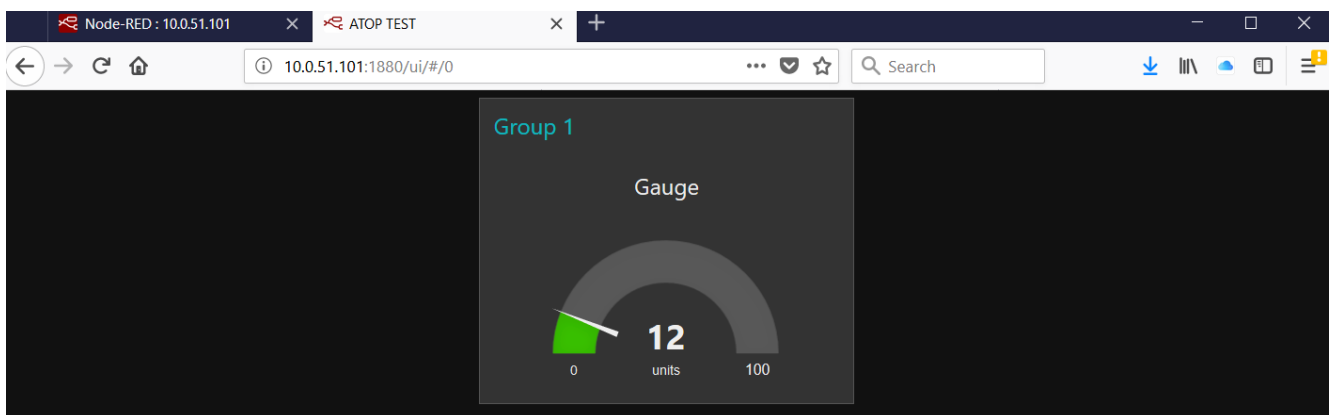 Node-RED : 10.0.51.101
ATOP TEST
10.0.51.101:1880/ui/#/0
Search
Group 1
Gauge
12
0 units 100